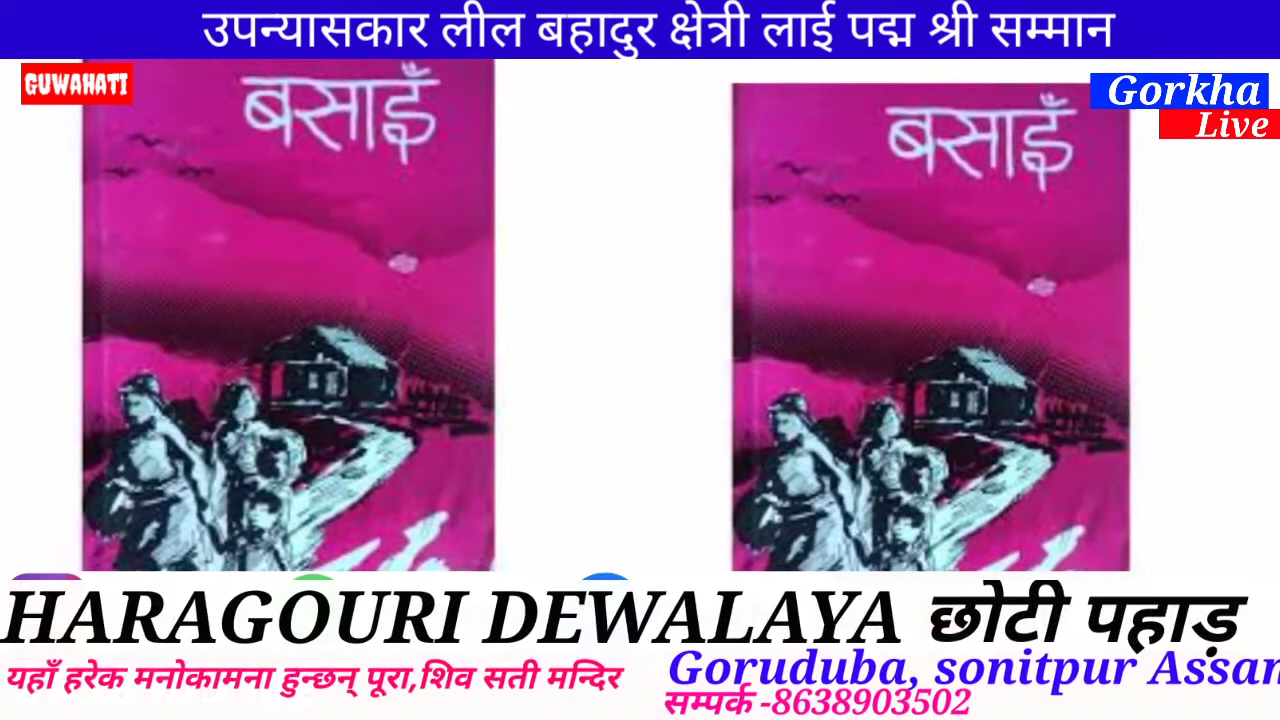 उपन्यासकार लील बहादुर क्षेत्री लाई पद्म श्री सम्मान
GUWAHATI
Gorkha
Live
बसाइँ
बसाइँ
HARAGOURI DEWALAYA छोटी पहाड़
यहाँ हरेक मनोकामना हुन्छन् पूरा,शिव सती मन्दिर
Goruduba, sonitpur Assam
सम्पर्क -8638903502